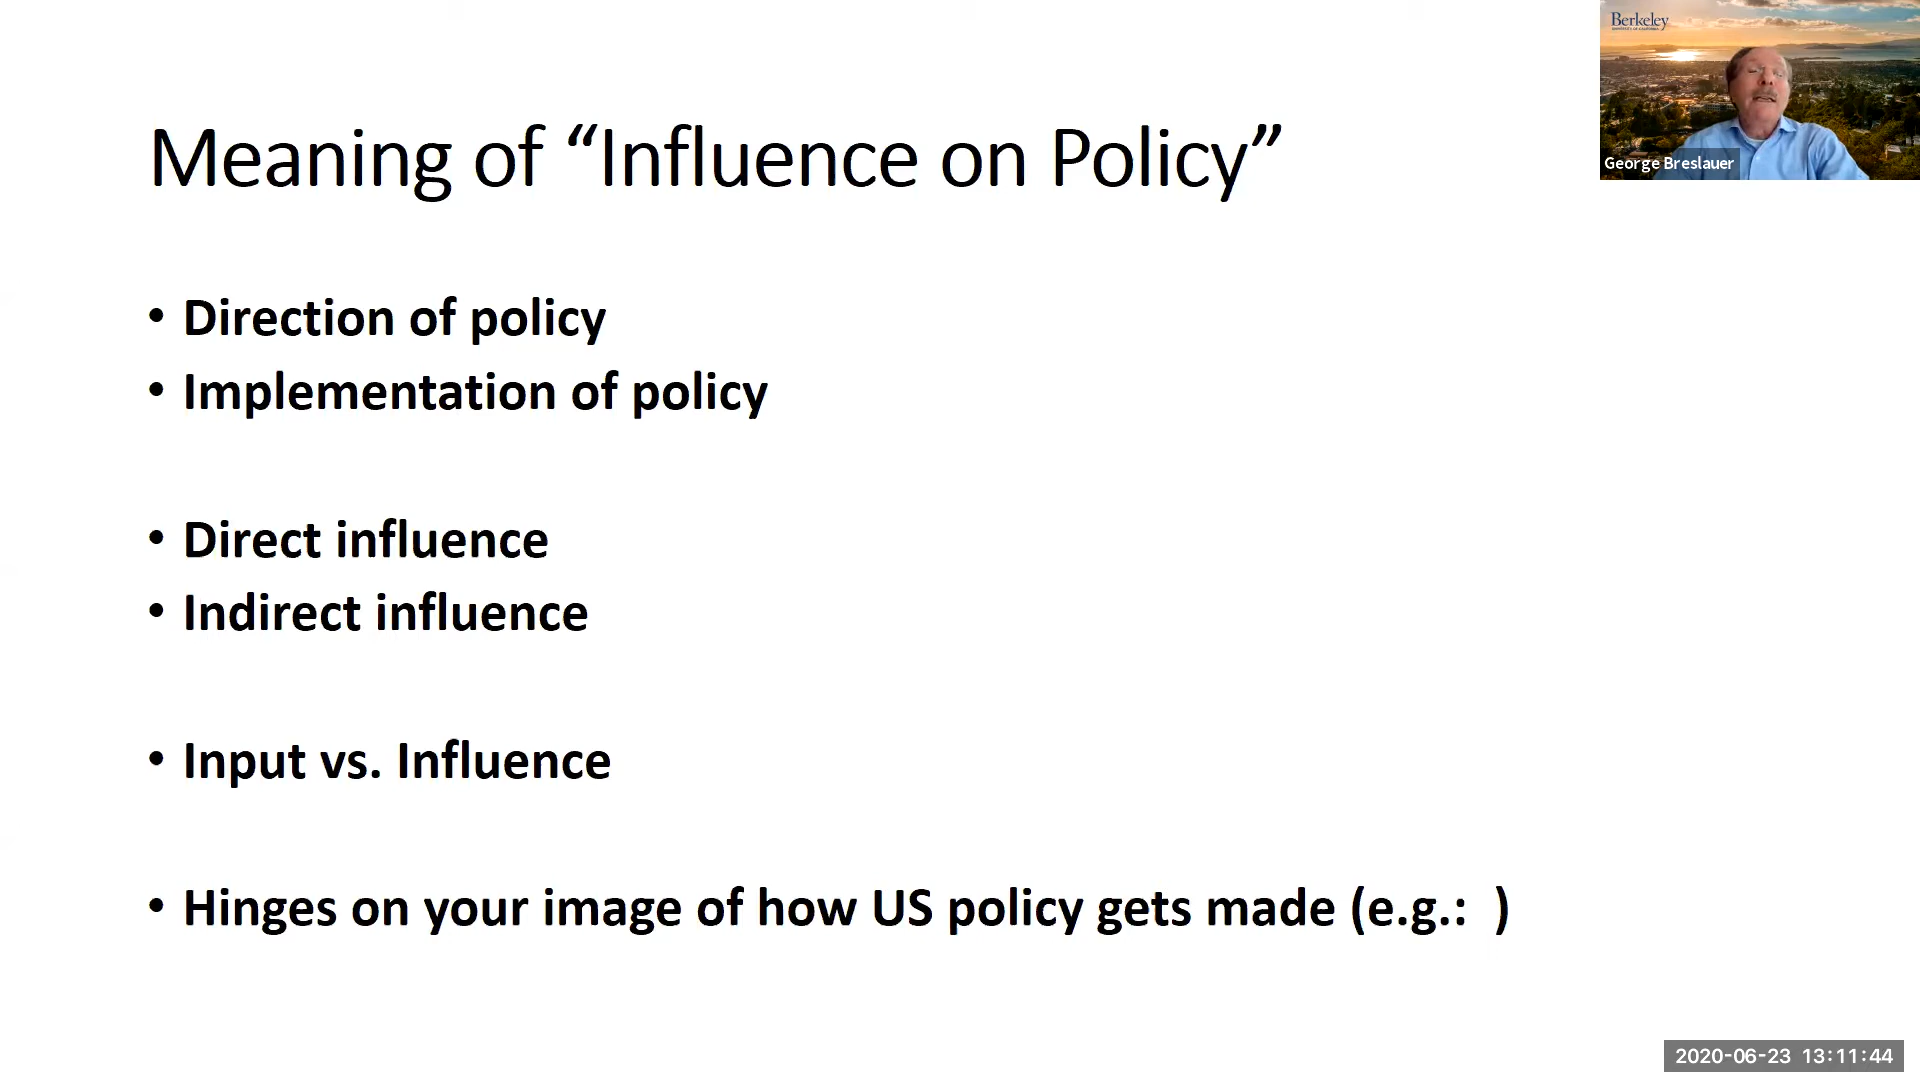 Berkeley
George Breslauer
Meaning of “Influence on Policy”
• Direction of policy
• Implementation of policy
• Direct influence
• Indirect influence
• Input vs. Influence
• Hinges on your image of how US policy gets made (e.g.:  )
2020-06-23 13:11:44